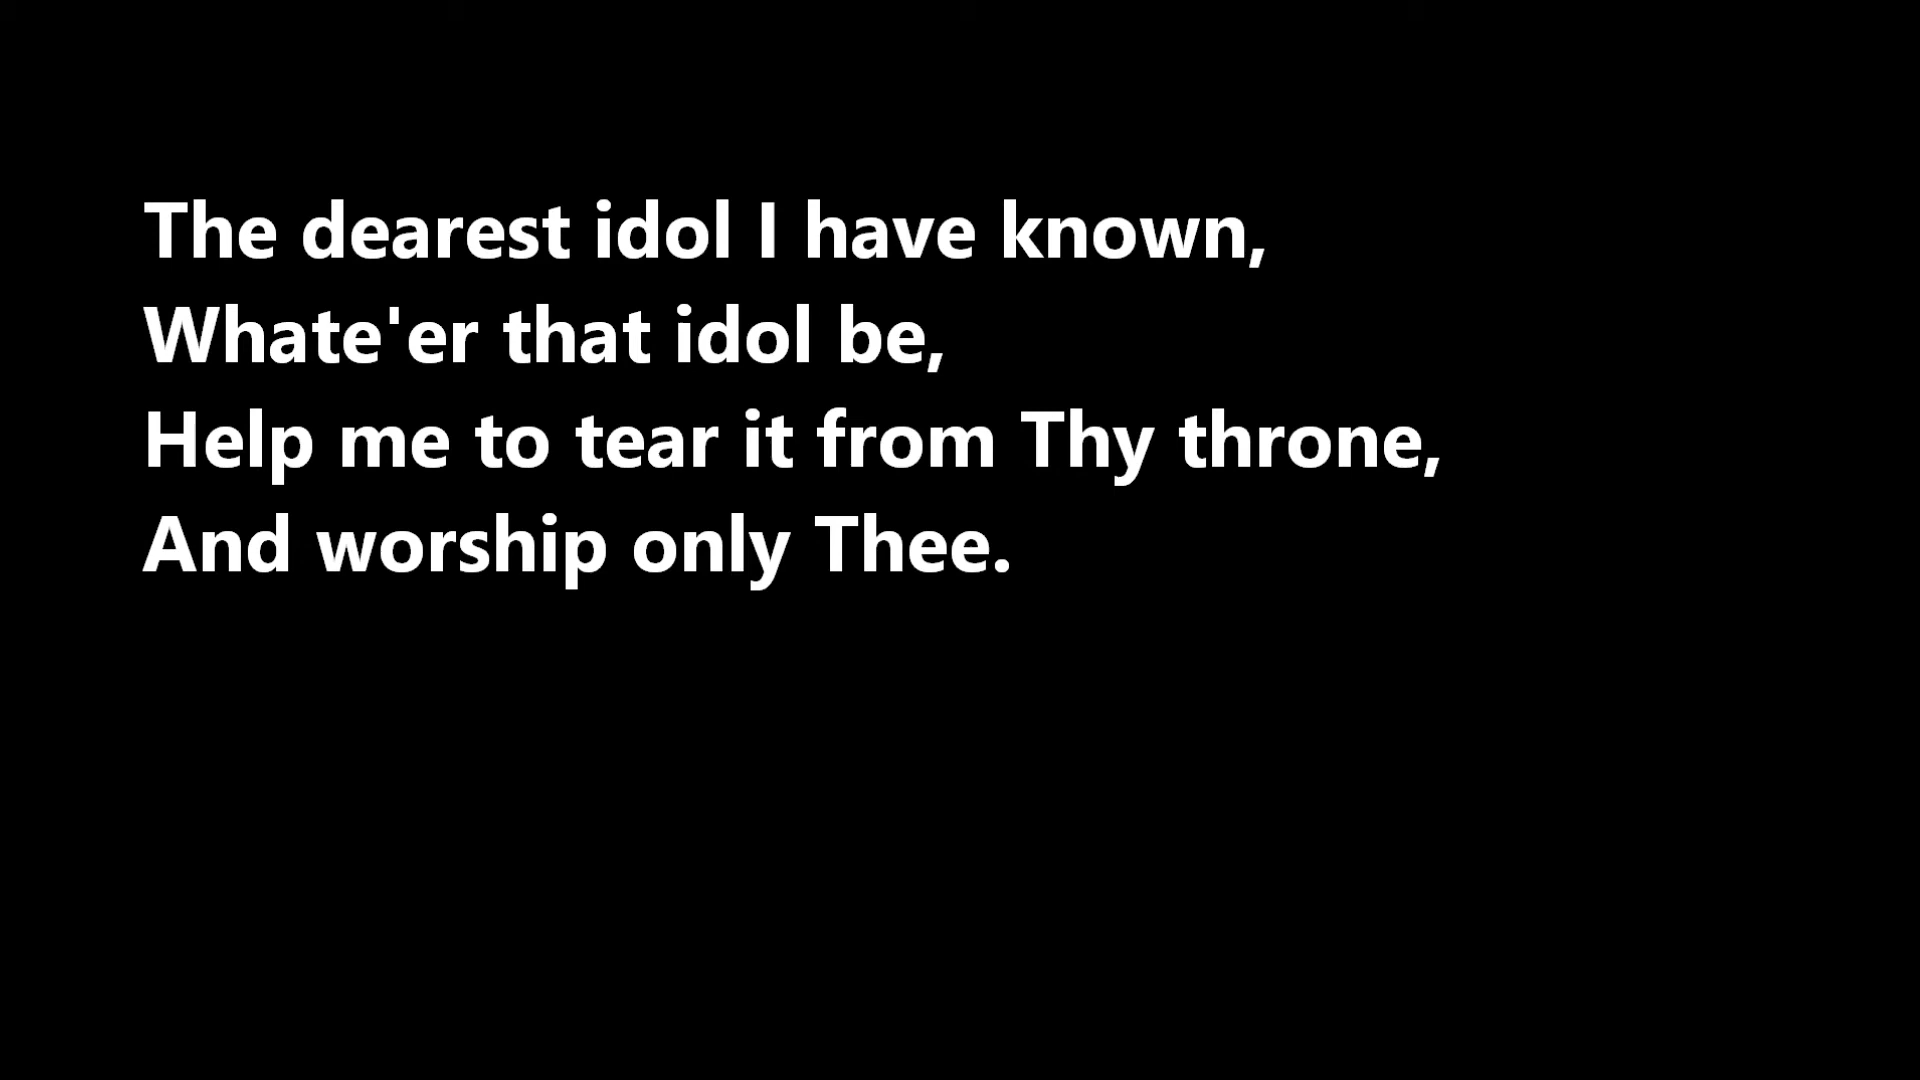 The dearest idol I have known,
Whate'er that idol be,
Help me to tear it from Thy throne,
And worship only Thee.